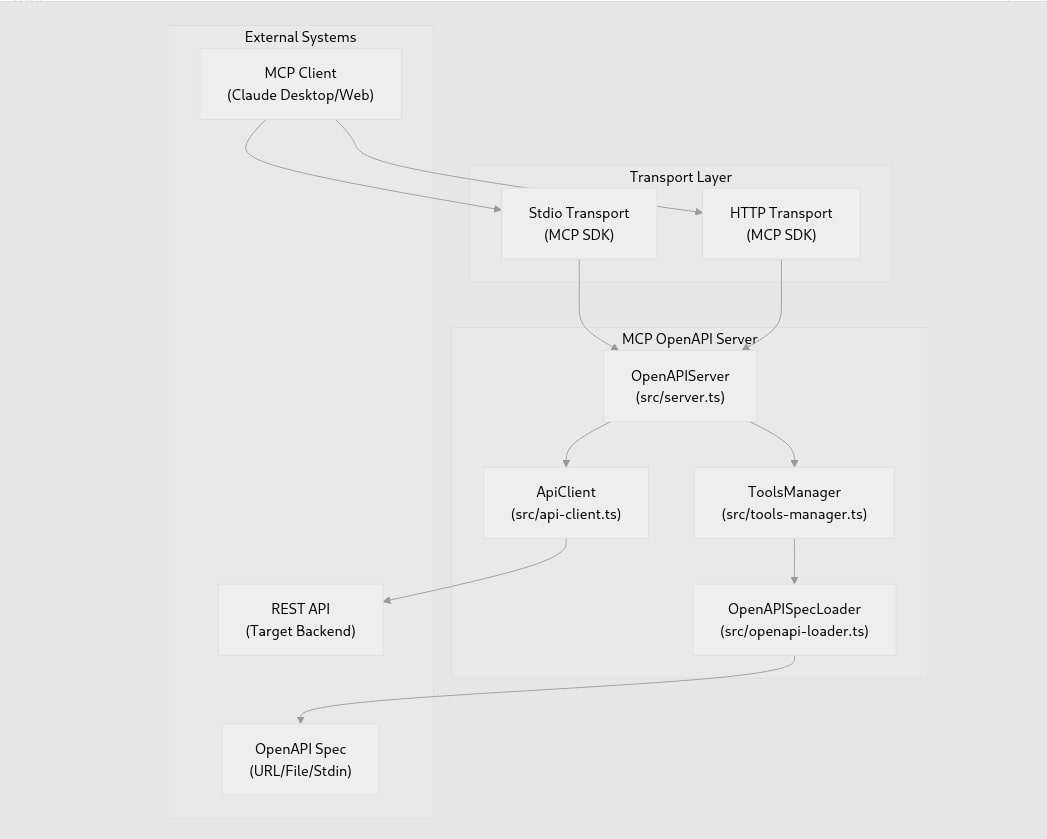 External Systems
MCP Client
(Claude Desktop/Web)
Transport Layer
Stdio Transport
(MCP SDK)
HTTP Transport
(MCP SDK)
MCP OpenAPI Server
OpenAPIServer
(src/server.ts)
ApiClient
(src/api-client.ts)
ToolsManager
(src/tools-manager.ts)
REST API
(Target Backend)
OpenAPISpecLoader
(src/openapi-loader.ts)
OpenAPI Spec
(URL/File/Stdin)